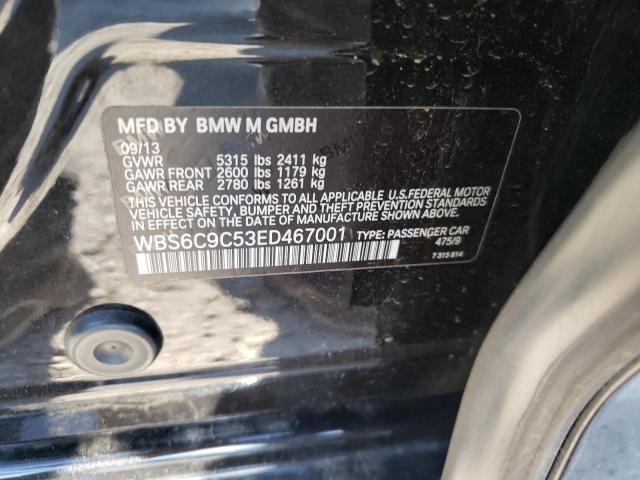 MFD BY BMW M GMBH
09/13
GVWR 5315 lbs 2411 kg
GAWR FRONT 2600 lbs 1179 kg
GAWR REAR 2780 lbs 1261 kg
THIS VEHICLE CONFORMS TO ALL APPLICABLE U.S.FEDERAL MOTOR
VEHICLE SAFETY, BUMPER AND THEFT PREVENTION
STANDARDS IN EFFECT ON THE DATE
OF MANUFACTURE SHOWN ABOVE.
WBS6C9C53ED467001 TYPE: PASSENGER CAR
475/9
7 315 814